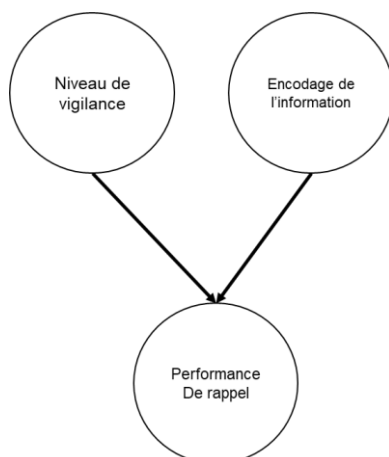 Niveau de
vigilance
Encodage de
l'information
Performance
De rappel